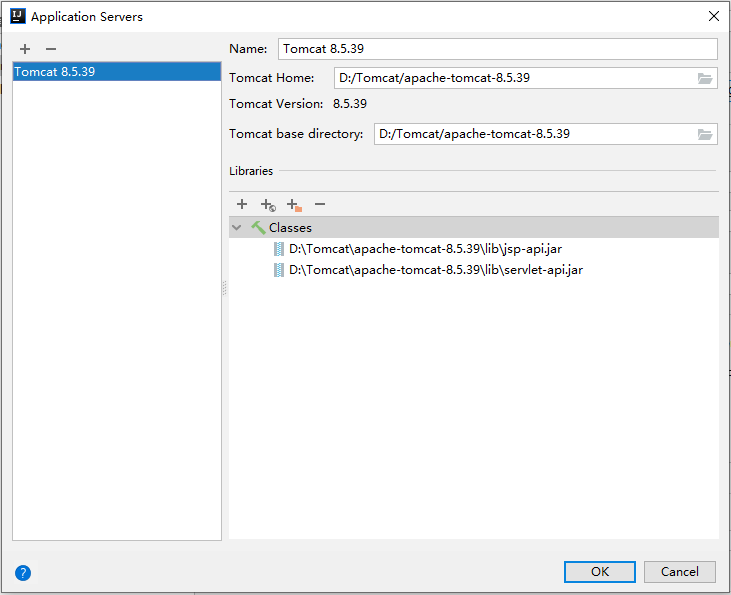 Application Servers
Tomcat 8.5.39
Name: Tomcat 8.5.39
Tomcat Home: D:/Tomcat/apache-tomcat-8.5.39
Tomcat Version: 8.5.39
Tomcat base directory: D:/Tomcat/apache-tomcat-8.5.39
Libraries
Classes
D:\Tomcat\apache-tomcat-8.5.39\lib\jsp-api.jar
D:\Tomcat\apache-tomcat-8.5.39\lib\servlet-api.jar
? OK Cancel